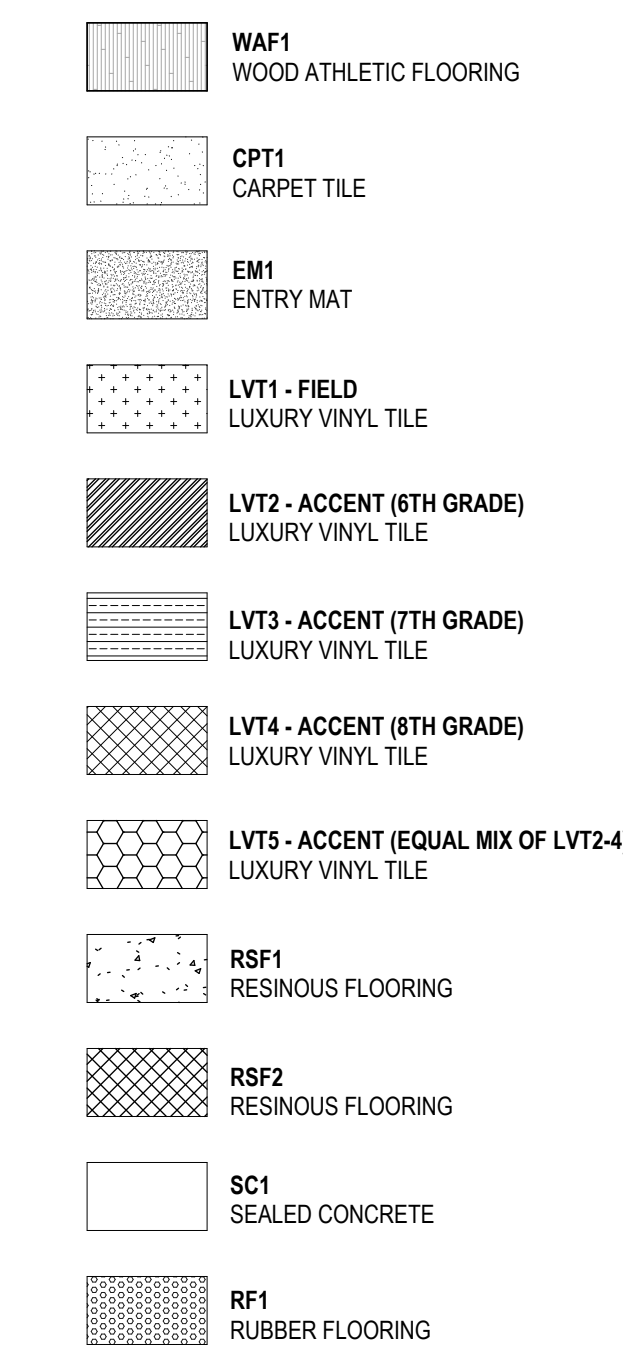 WAF1
WOOD ATHLETIC FLOORING
CPT1
CARPET TILE
EM1
ENTRY MAT
LVT1 - FIELD
LUXURY VINYL TILE
LVT2 - ACCENT (6TH GRADE)
LUXURY VINYL TILE
LVT3 - ACCENT (7TH GRADE)
LUXURY VINYL TILE
LVT4 - ACCENT (8TH GRADE)
LUXURY VINYL TILE
LVT5 - ACCENT (EQUAL MIX OF LVT2-4)
LUXURY VINYL TILE
RSF1
RESINOUS FLOORING
RSF2
RESINOUS FLOORING
SC1
SEALED CONCRETE
RF1
RUBBER FLOORING